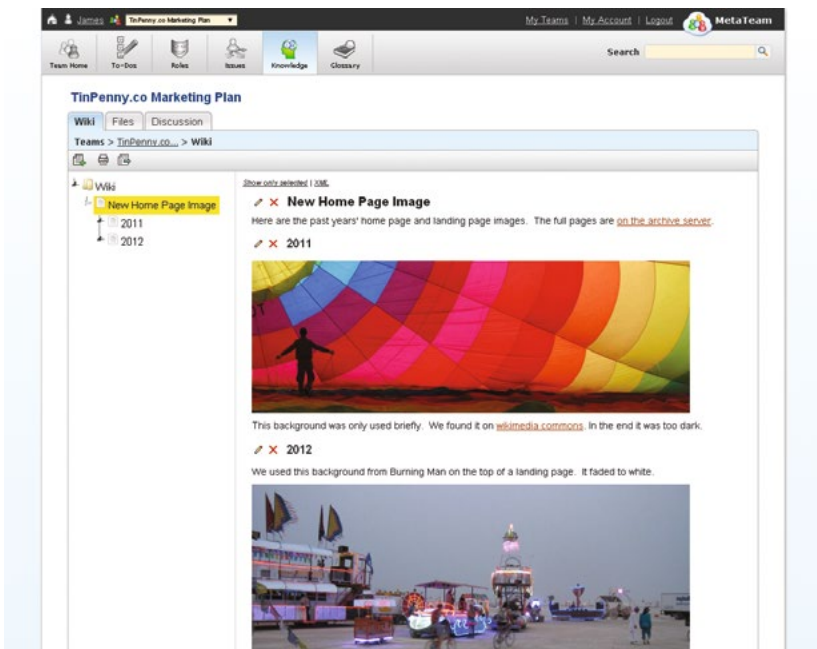 James TinPenny.co Marketing Plan My Teams | My Account | Logout MetaTeam
Team Home To-Dos Roles Issues Knowledge Glossary Search
TinPenny.co Marketing Plan
Wiki Files Discussion
Teams > TinPenny.co... > Wiki
Wiki
New Home Page Image
2011
2012
Show only selected | XML
New Home Page Image
Here are the past years' home page and landing page images. The full pages are on the archive server.
2011
This background was only used briefly. We found it on wikimedia commons. In the end it was too dark.
2012
We used this background from Burning Man on the top of a landing page. It faded to white.